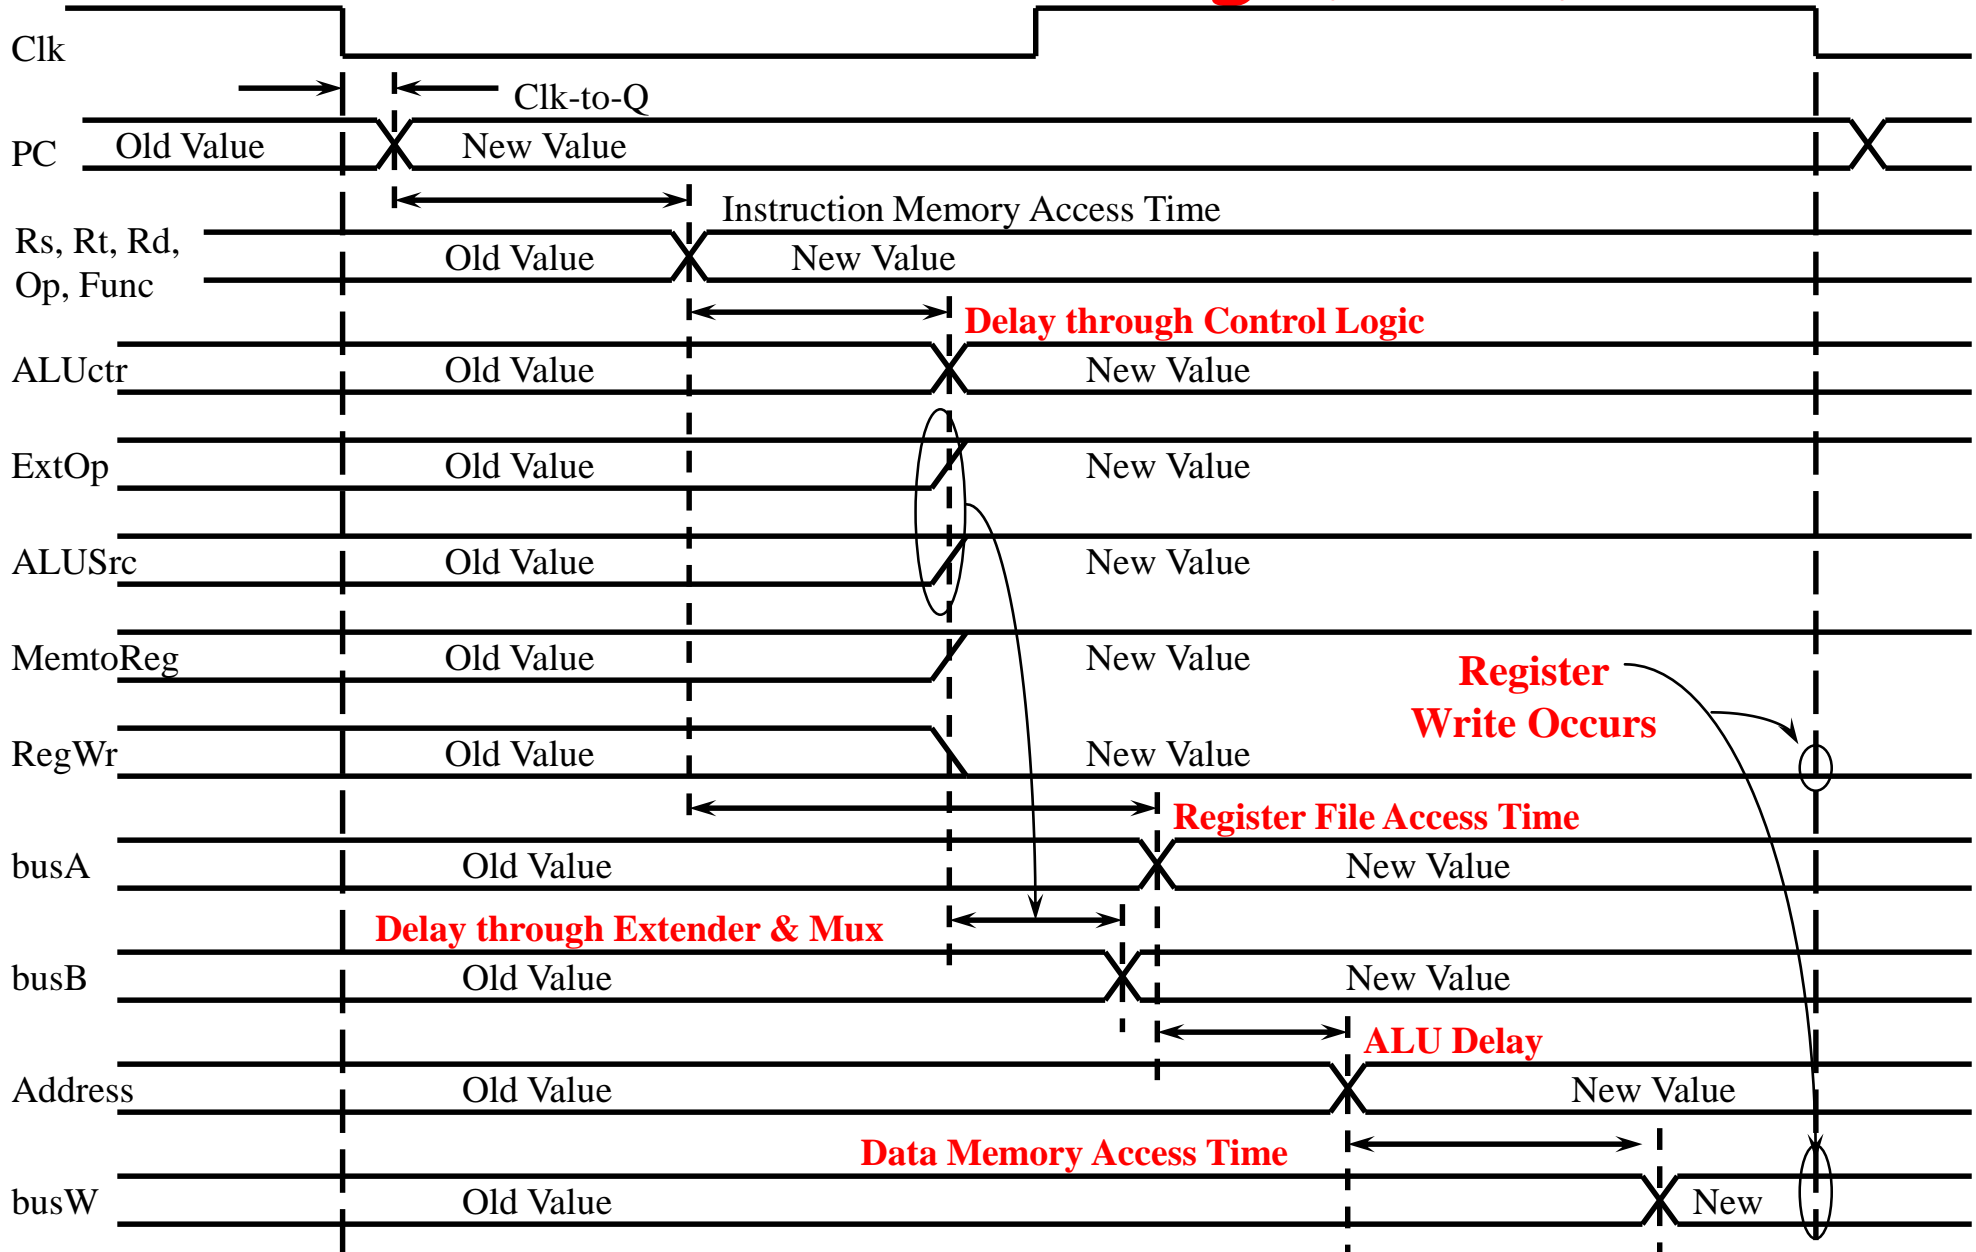 Clk
Clk-to-Q
PC Old Value New Value
Instruction Memory Access Time
Rs, Rt, Rd,
Op, Func
Old Value New Value
Delay through Control Logic
ALUctr Old Value New Value
ExtOp Old Value New Value
ALUSrc Old Value New Value
MemtoReg Old Value New Value
Register
Write Occurs
RegWr Old Value New Value
Register File Access Time
busA Old Value New Value
Delay through Extender & Mux
busB Old Value New Value
ALU Delay
Address Old Value New Value
Data Memory Access Time
busW Old Value New